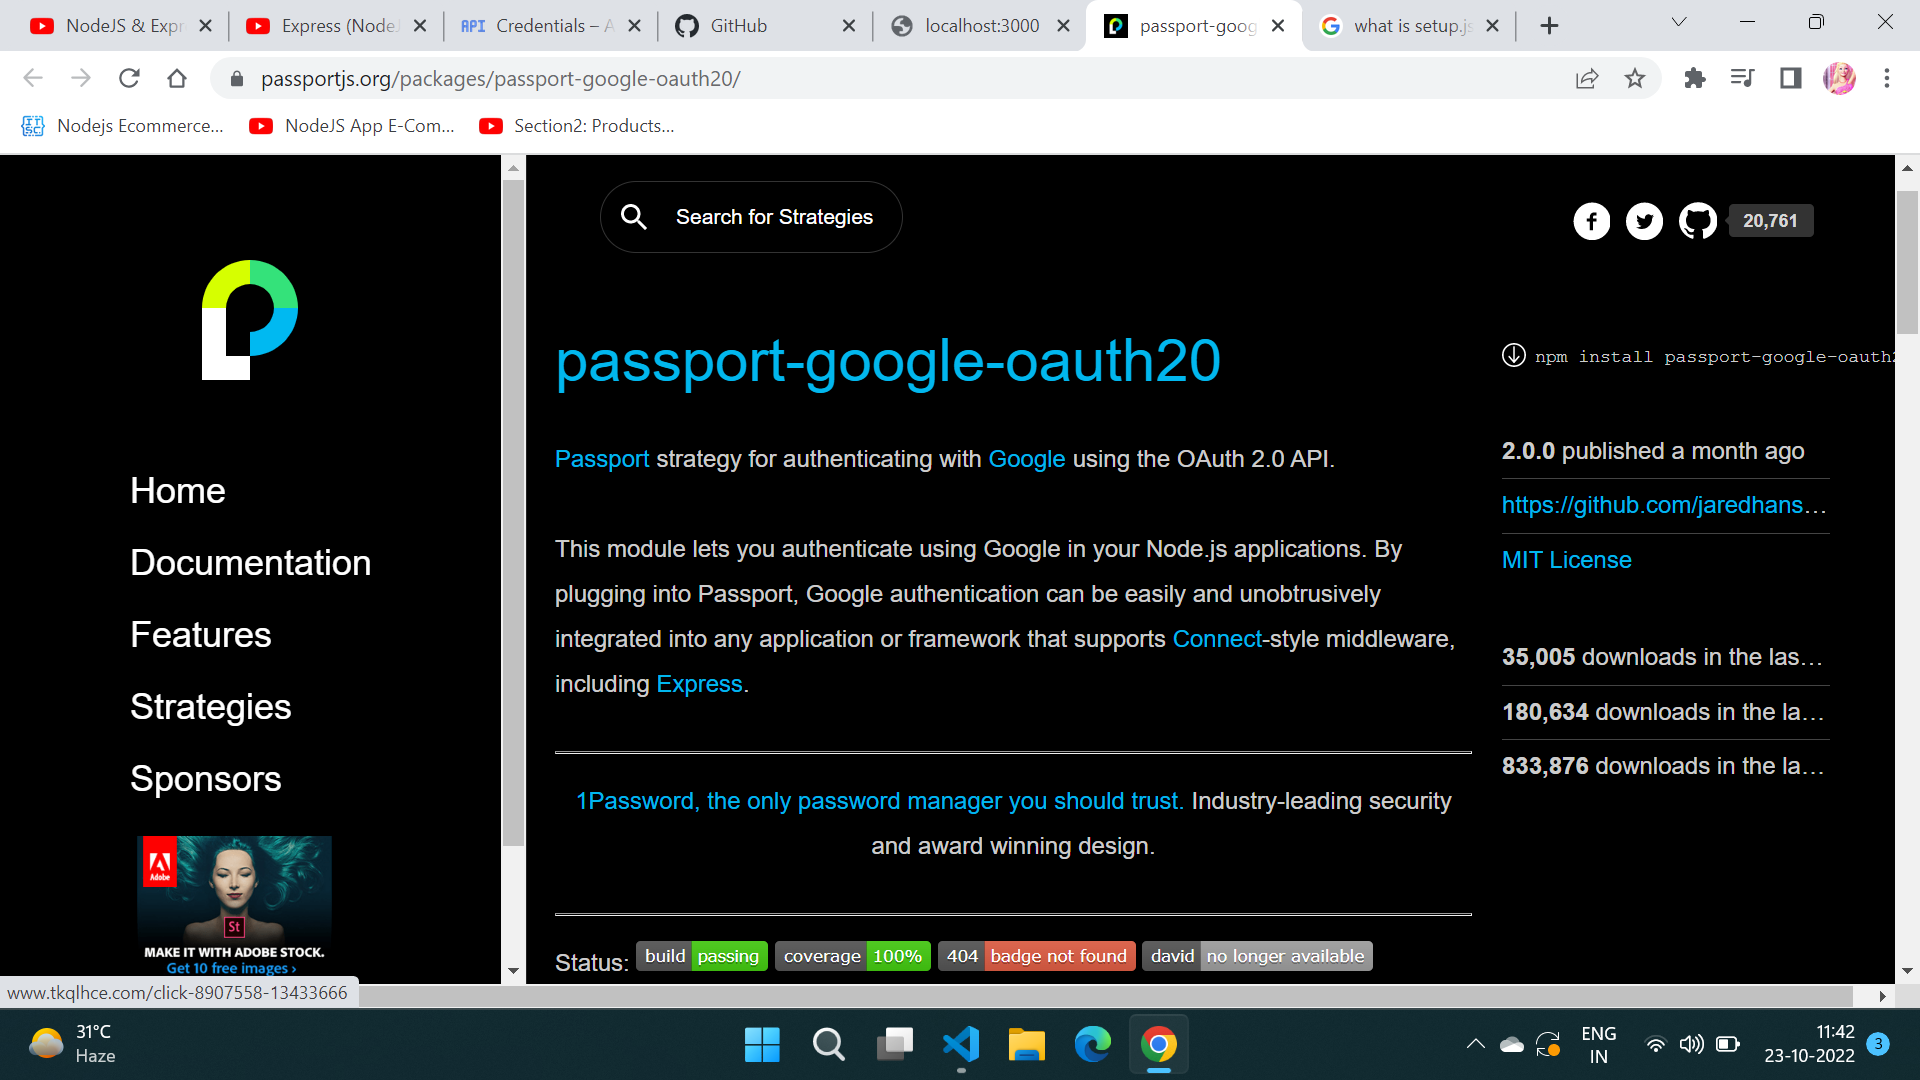 NodeJS & Expr
Express (NodeJ
API Credentials – A
GitHub
localhost:3000
passport-goog
what is setup.js
passportjs.org/packages/passport-google-oauth20/
Nodejs Ecommerce...
NodeJS App E-Com...
Section2: Products...
Search for Strategies
20,761
passport-google-oauth20
npm install passport-google-oauth2
Passport strategy for authenticating with Google using the OAuth 2.0 API.
2.0.0 published a month ago
https://github.com/jaredhans...
MIT License
This module lets you authenticate using Google in your Node.js applications. By
plugging into Passport, Google authentication can be easily and unobtrusively
integrated into any application or framework that supports Connect-style middleware,
including Express.
35,005 downloads in the las...
180,634 downloads in the la...
833,876 downloads in the la...
Home
Documentation
Features
Strategies
Sponsors
1Password, the only password manager you should trust. Industry-leading security
and award winning design.
Adobe
St
MAKE IT WITH ADOBE STOCK.
Get 10 free images ›
Status: build passing coverage 100% 404 badge not found david no longer available
www.tkqlhce.com/click-8907558-13433666
31°C
Haze
ENG
IN
11:42
23-10-2022
3